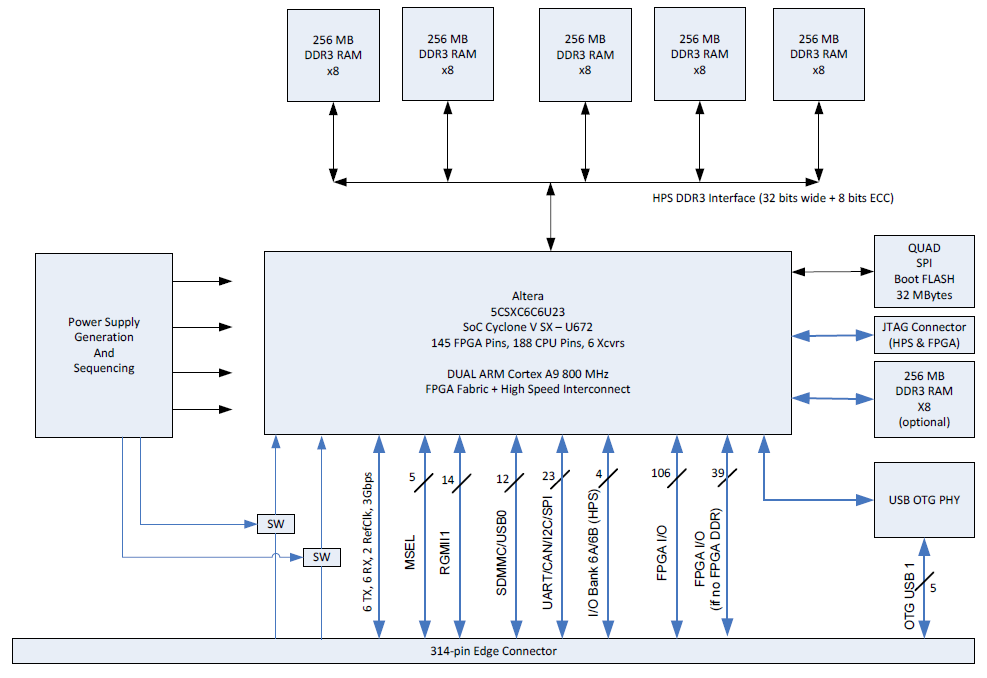 256 MB
DDR3 RAM
x8
256 MB
DDR3 RAM
x8
256 MB
DDR3 RAM
x8
256 MB
DDR3 RAM
x8
256 MB
DDR3 RAM
x8
HPS DDR3 Interface (32 bits wide + 8 bits ECC)
Power Supply
Generation
And
Sequencing
Altera
5CSXC6C6U23
SoC Cyclone V SX – U672
145 FPGA Pins, 188 CPU Pins, 6 Xcvrs
DUAL ARM Cortex A9 800 MHz
FPGA Fabric + High Speed Interconnect
QUAD
SPI
Boot FLASH
32 MBytes
JTAG Connector
(HPS & FPGA)
256 MB
DDR3 RAM
X8
(optional)
USB OTG PHY
SW
SW
6 TX, 6 RX, 2 RefClk, 3Gbps
5
MSEL
14
RGMII1
12
SDMMC/USB0
23
UART/CAN/I2C/SPI
4
I/O Bank 6A/6B (HPS)
106
FPGA I/O
39
FPGA I/O
(if no FPGA DDR)
OTG USB 1
5
314-pin Edge Connector